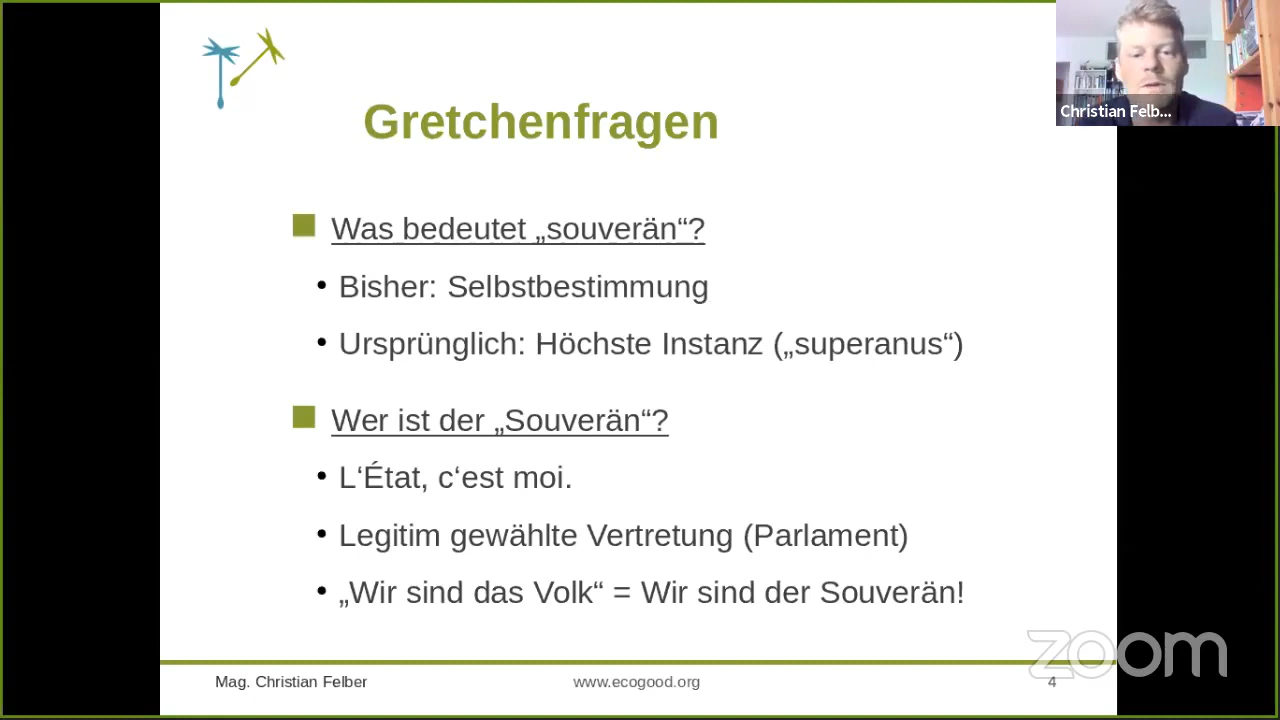 Christian Felb...
Gretchenfragen
Was bedeutet „souverän“?
• Bisher: Selbstbestimmung
• Ursprünglich: Höchste Instanz („superanus“)
Wer ist der „Souverän“?
• L‘État, c‘est moi.
• Legitim gewählte Vertretung (Parlament)
• „Wir sind das Volk“ = Wir sind der Souverän!
Mag. Christian Felber
www.ecogood.org
4
zoom